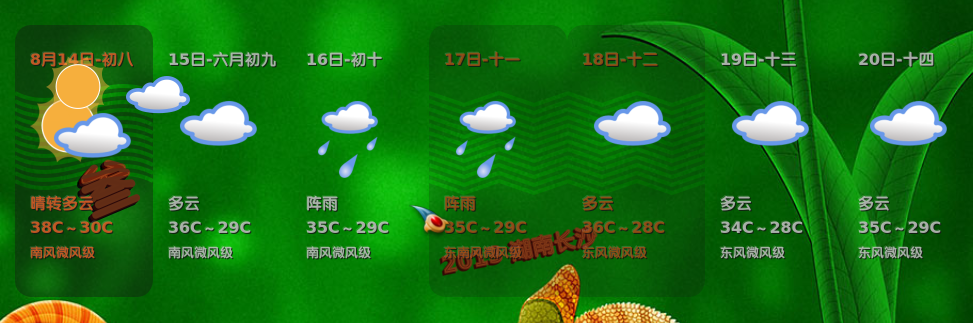 8月14日-初八
15日-六月初九
16日-初十
17日-十一
18日-十二
19日-十三
20日-十四
晴转多云
38C～30C
南风微风级
多云
36C～29C
南风微风级
阵雨
35C～29C
南风微风级
阵雨
35C～29C
东南风微风级
多云
36C～28C
东风微风级
多云
34C～28C
东风微风级
多云
35C～29C
东风微风级
湖南长沙